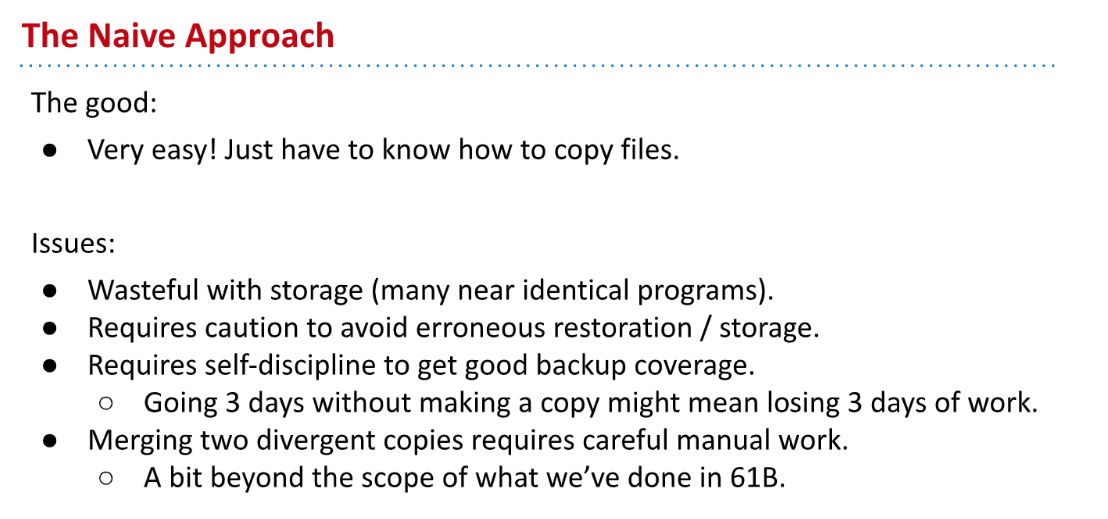 The Naive Approach
The good:
● Very easy! Just have to know how to copy files.
Issues:
● Wasteful with storage (many near identical programs).
● Requires caution to avoid erroneous restoration / storage.
● Requires self-discipline to get good backup coverage.
○ Going 3 days without making a copy might mean losing 3 days of work.
● Merging two divergent copies requires careful manual work.
○ A bit beyond the scope of what we’ve done in 61B.